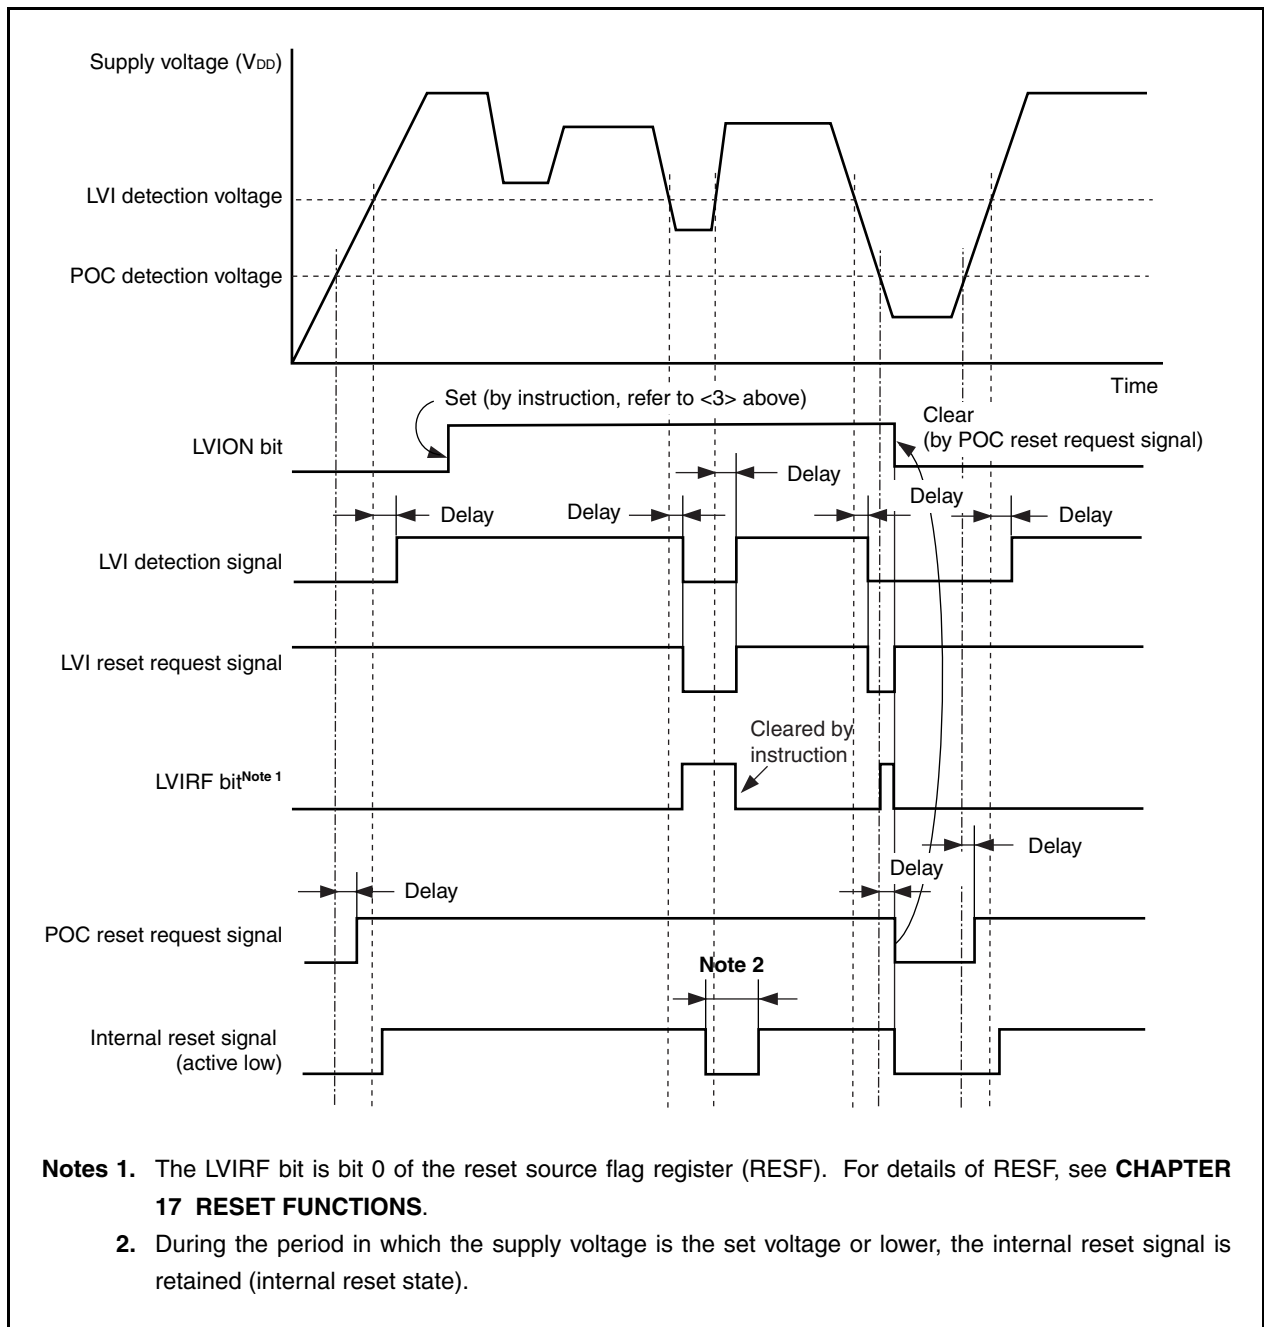 Supply voltage (VDD)
LVI detection voltage
POC detection voltage
Time
Set (by instruction, refer to <3> above)
Clear
(by POC reset request signal)
LVION bit
Delay
Delay
Delay
Delay
Delay
LVI detection signal
LVI reset request signal
Cleared by
instruction
LVIRF bitNote 1
Delay
Delay
Delay
POC reset request signal
Note 2
Internal reset signal
(active low)
Notes 1. The LVIRF bit is bit 0 of the reset source flag register (RESF). For details of RESF, see CHAPTER
17 RESET FUNCTIONS.
2. During the period in which the supply voltage is the set voltage or lower, the internal reset signal is
retained (internal reset state).